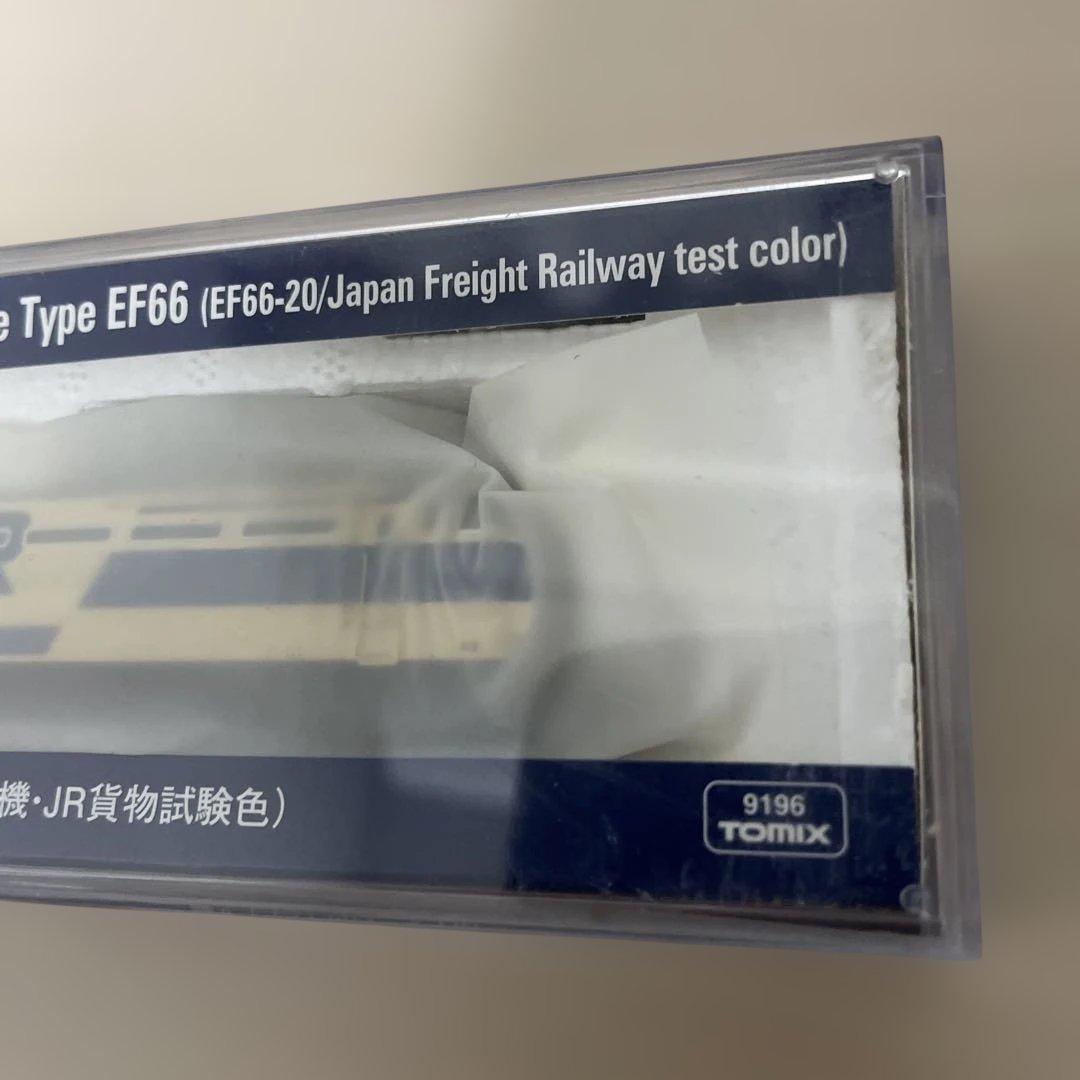 e Type EF66 (EF66-20/Japan Freight Railway test color)
R
機・JR貨物試験色）
9196
TOMIX